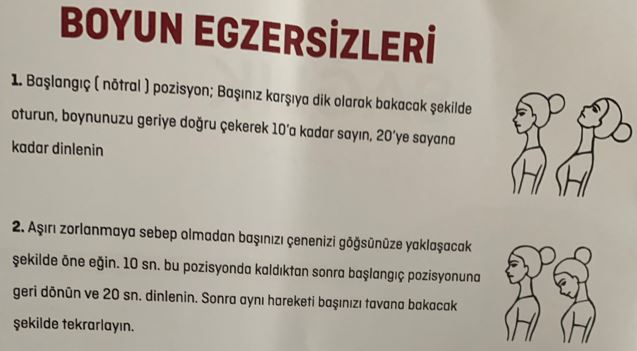 BOYUN EGZERSİZLERİ
1. Başlangıç ( nötral ) pozisyon; Başınız karşıya dik olarak bakacak şekilde
oturun, boynunuzu geriye doğru çekerek 10'a kadar sayın, 20'ye sayana
kadar dinlenin
2. Aşırı zorlanmaya sebep olmadan başınızı çenenizi göğsünüze yaklaşacak
şekilde öne eğin. 10 sn. bu pozisyonda kaldıktan sonra başlangıç pozisyonuna
geri dönün ve 20 sn. dinlenin. Sonra aynı hareketi başınızı tavana bakacak
şekilde tekrarlayın.